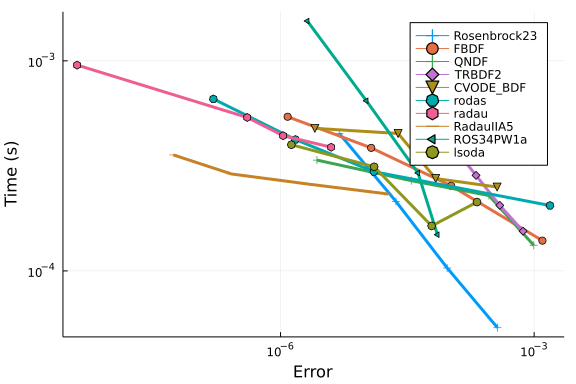 Time (s)
10⁻³
10⁻⁴
Rosenbrock23
FBDF
QNDF
TRBDF2
CVODE_BDF
rodas
radau
RadauIIA5
ROS34PW1a
lsoda
10⁻⁶
10⁻³
Error